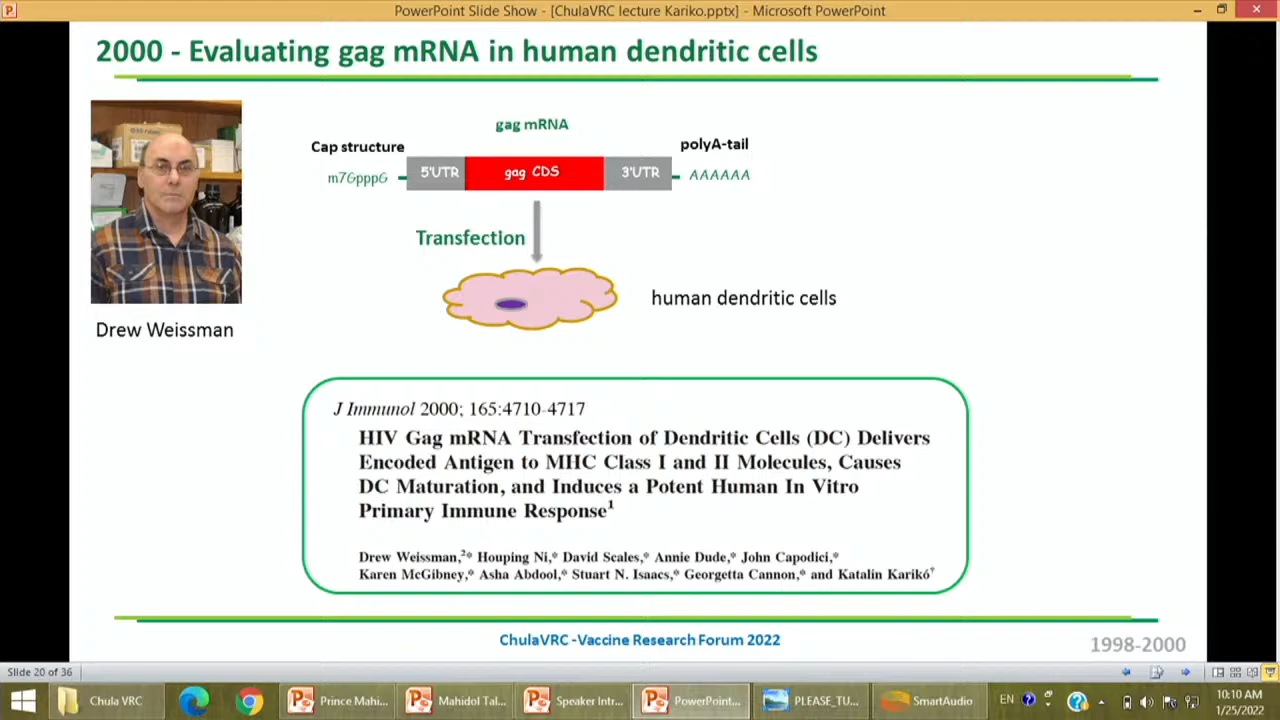 PowerPoint Slide Show - [ChulaVRC lecture Kariko.pptx] - Microsoft PowerPoint
2000 - Evaluating gag mRNA in human dendritic cells
gag mRNA
Cap structure
polyA-tail
m7GpppG
5'UTR
gag CDS
3'UTR
AAAAAA
Transfection
human dendritic cells
Drew Weissman
J Immunol 2000; 165:4710-4717
HIV Gag mRNA Transfection of Dendritic Cells (DC) Delivers
Encoded Antigen to MHC Class I and II Molecules, Causes
DC Maturation, and Induces a Potent Human In Vitro
Primary Immune Response1
Drew Weissman,2* Houping Ni,* David Scales,* Annie Dude,* John Capodici,*
Karen McGibney,* Asha Abdool,* Stuart N. Isaacs,* Georgetta Cannon,* and Katalin Karikó†
ChulaVRC -Vaccine Research Forum 2022
1998-2000
Slide 20 of 36
Chula VRC
Prince Mahi...
Mahidol Tal...
Speaker Intr...
PowerPoint...
PLEASE_TU...
SmartAudio
EN
10:10 AM
1/25/2022